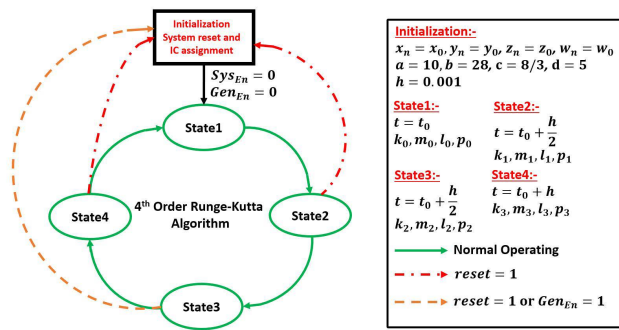 Initialization
System reset and
IC assignment
Sys_En = 0
Gen_En = 0
State1
State2
State3
State4
4th Order Runge-Kutta
Algorithm
Initialization:-
x_n = x_0, y_n = y_0, z_n = z_0, w_n = w_0
a = 10, b = 28, c = 8/3, d = 5
h = 0.001
State1:-
t = t_0
k_0, m_0, l_0, p_0
State2:-
t = t_0 + h/2
k_1, m_1, l_1, p_1
State3:-
t = t_0 + h/2
k_2, m_2, l_2, p_2
State4:-
t = t_0 + h
k_3, m_3, l_3, p_3
Normal Operating
reset = 1
reset = 1 or Gen_En = 1